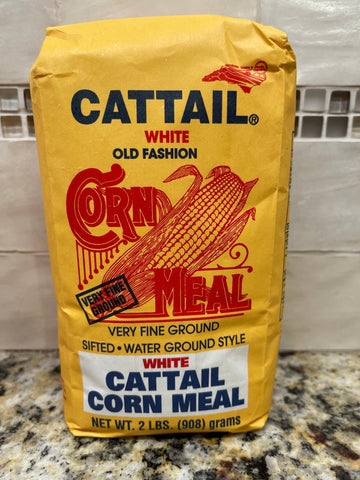 CATTAIL®
WHITE
OLD FASHION
CORN
MEAL
VERY FINE
GROUND
VERY FINE GROUND
SIFTED • WATER GROUND STYLE
WHITE
CATTAIL
CORN MEAL
NET WT. 2 LBS. (908) grams